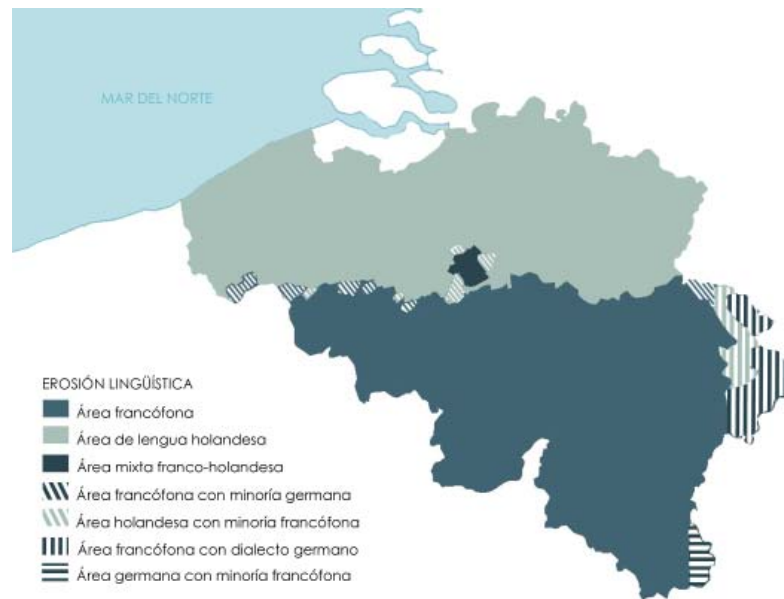 MAR DEL NORTE
EROSIÓN LINGÜÍSTICA
Área francófona
Área de lengua holandesa
Área mixta franco-holandesa
Área francófona con minoría germana
Área holandesa con minoría francófona
Área francófona con dialecto germano
Área germana con minoría francófona